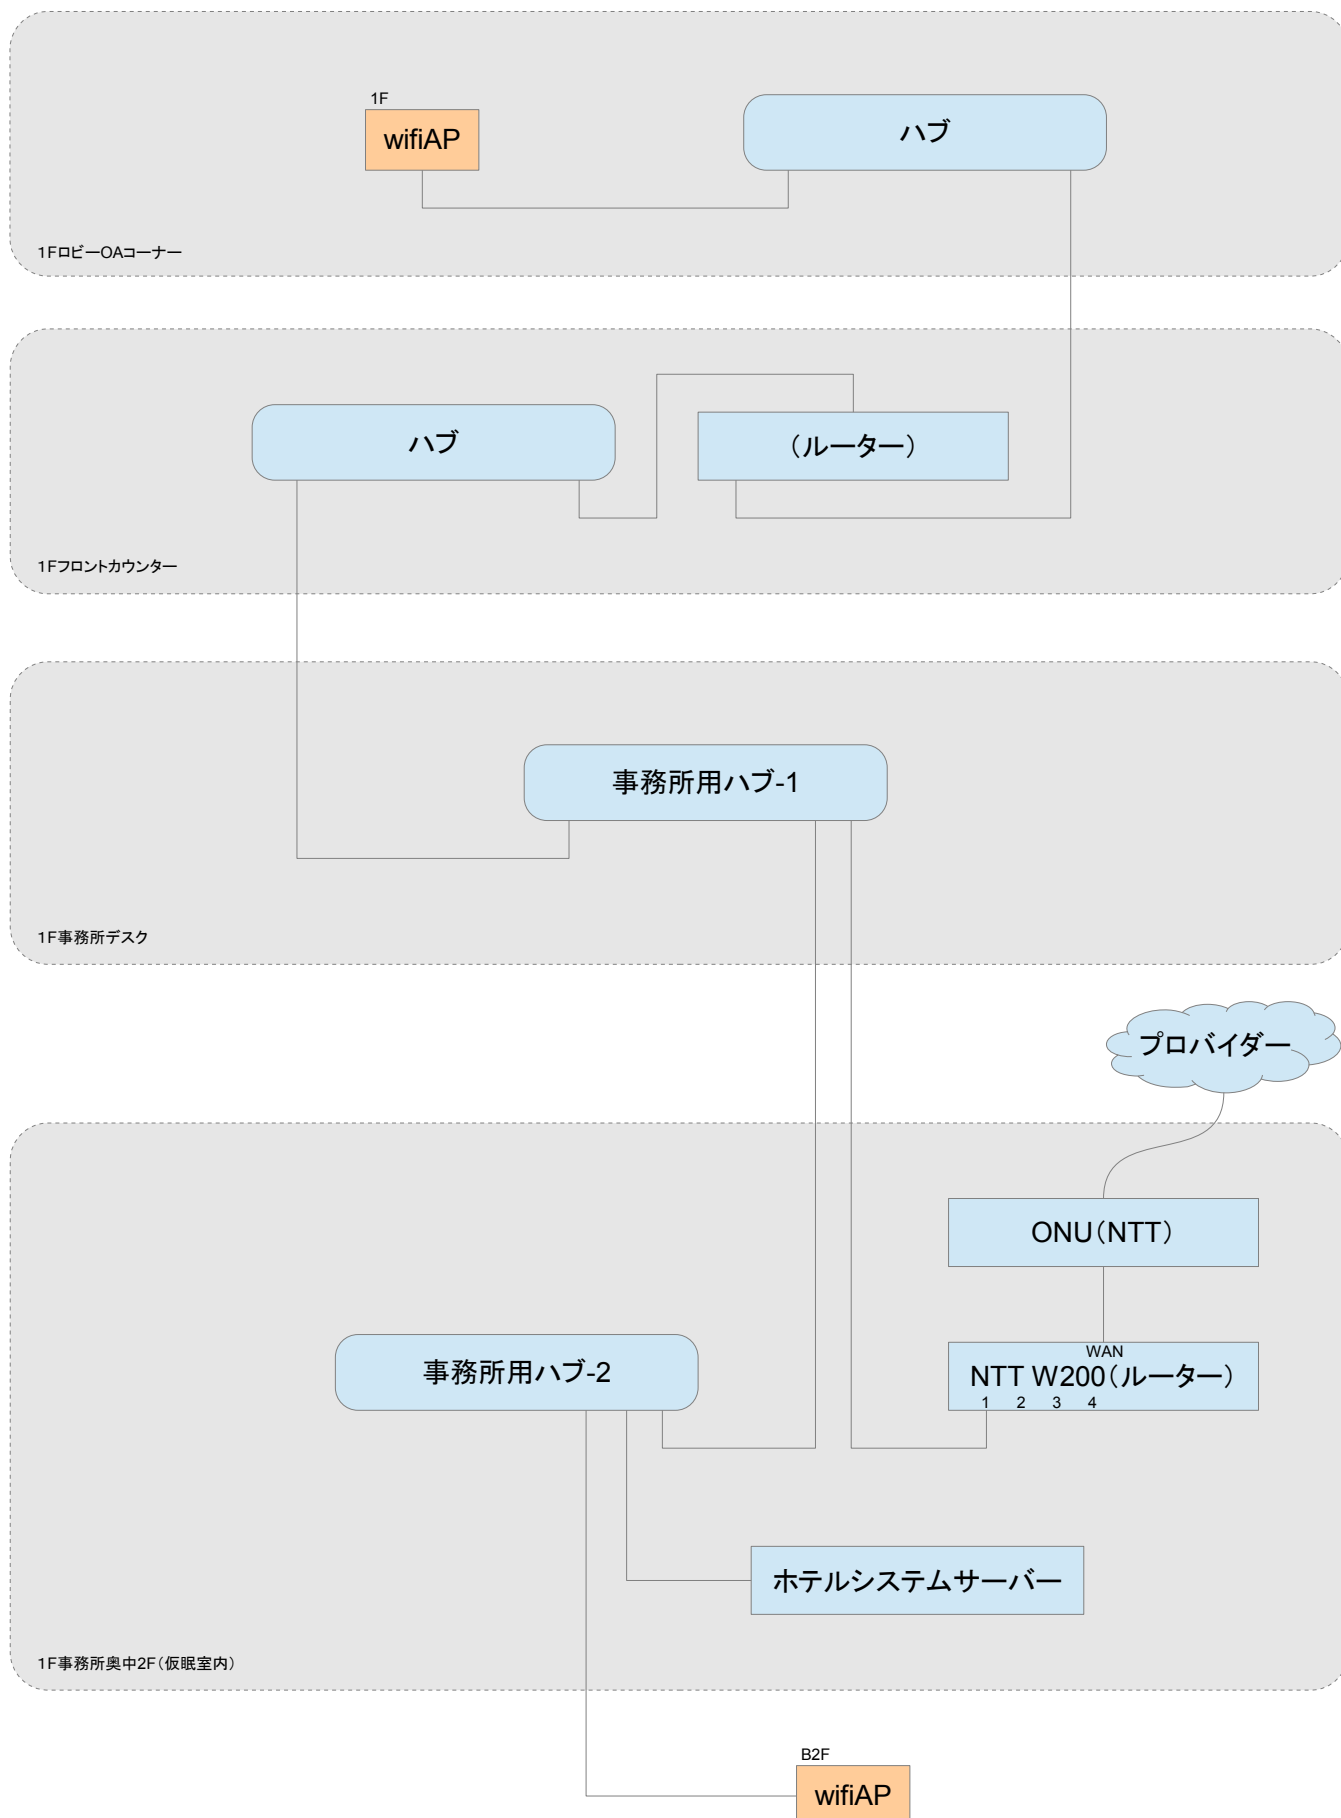 1F
wifiAP
ハブ
1FロビーOAコーナー
ハブ
（ルーター）
1Fフロントカウンター
事務所用ハブ-1
1F事務所デスク
プロバイダー
ONU（NTT）
WAN
NTT W200（ルーター）
1 2 3 4
事務所用ハブ-2
ホテルシステムサーバー
1F事務所奥中2F（仮眠室内）
B2F
wifiAP